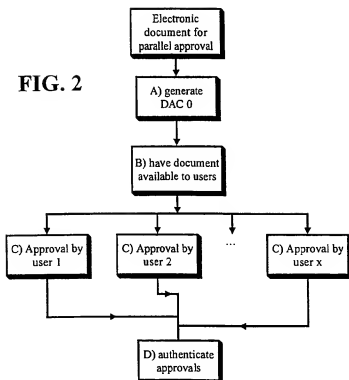 Electronic
document for
parallel approval
FIG. 2
A) generate
DAC 0
B) have document
available to users
C) Approval by
user 1
C) Approval by
user 2
...
C) Approval by
user x
D) authenticate
approvals